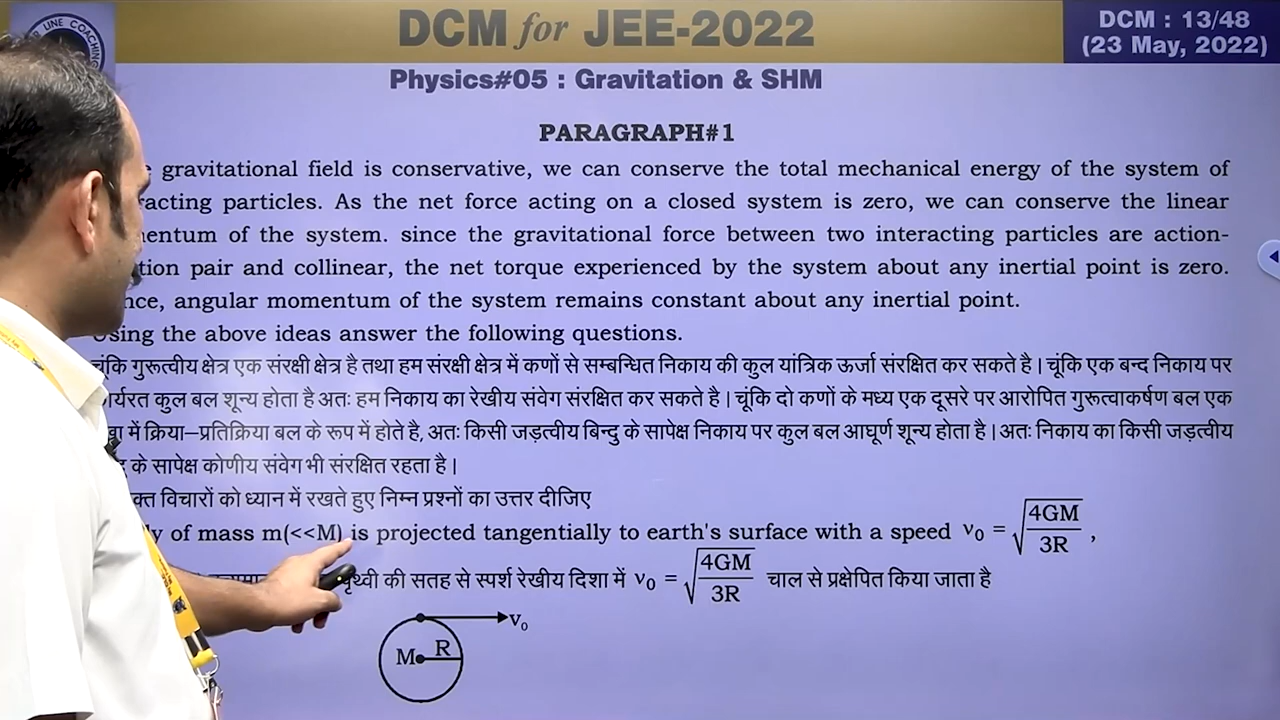 LINE COACHING
DCM for JEE-2022
DCM : 13/48
(23 May, 2022)
Physics#05 : Gravitation & SHM
PARAGRAPH#1
gravitational field is conservative, we can conserve the total mechanical energy of the system of
particles. As the net force acting on a closed system is zero, we can conserve the linear
of the system. since the gravitational force between two interacting particles are action-
pair and collinear, the net torque experienced by the system about any inertial point is zero.
angular momentum of the system remains constant about any inertial point.
Using the above ideas answer the following questions.
चूंकि गुरूत्वीय क्षेत्र एक संरक्षी क्षेत्र है तथा हम संरक्षी क्षेत्र में कणों से सम्बन्धित निकाय की कुल यांत्रिक ऊर्जा संरक्षित कर सकते है। चूंकि एक बन्द निकाय पर
कुल बल शून्य होता है अतः हम निकाय का रेखीय संवेग संरक्षित कर सकते है। चूंकि दो कणों के मध्य एक दूसरे पर आरोपित गुरूत्वाकर्षण बल एक
में क्रिया–प्रतिक्रिया बल के रूप में होते है, अतः किसी जड़त्वीय बिन्दु के सापेक्ष निकाय पर कुल बल आघूर्ण शून्य होता है। अतः निकाय का किसी जड़त्वीय
के सापेक्ष कोणीय संवेग भी संरक्षित रहता है।
विचारों को ध्यान में रखते हुए निम्न प्रश्नों का उत्तर दीजिए
of mass m(<<M) is projected tangentially to earth's surface with a speed v₀ = √(4GM/3R) ,
पृथ्वी की सतह से स्पर्श रेखीय दिशा में v₀ = √(4GM/3R) चाल से प्रक्षेपित किया जाता है
v₀
M R